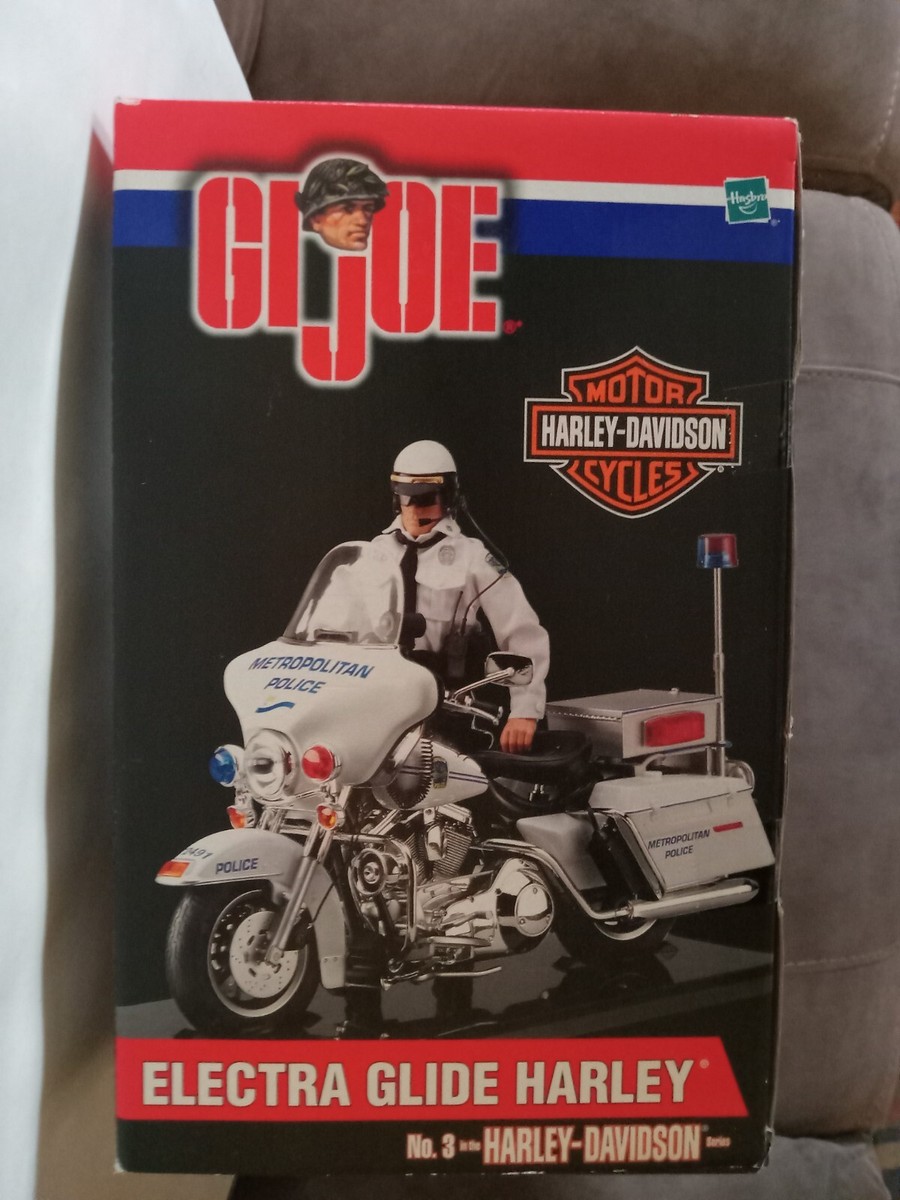 GI JOE®*
Hasbro
®*
MOTOR
HARLEY-DAVIDSON
CYCLES®
METROPOLITAN
POLICE
2491
POLICE
METROPOLITAN
POLICE
ELECTRA GLIDE HARLEY®
No. 3 in the HARLEY-DAVIDSON® Series